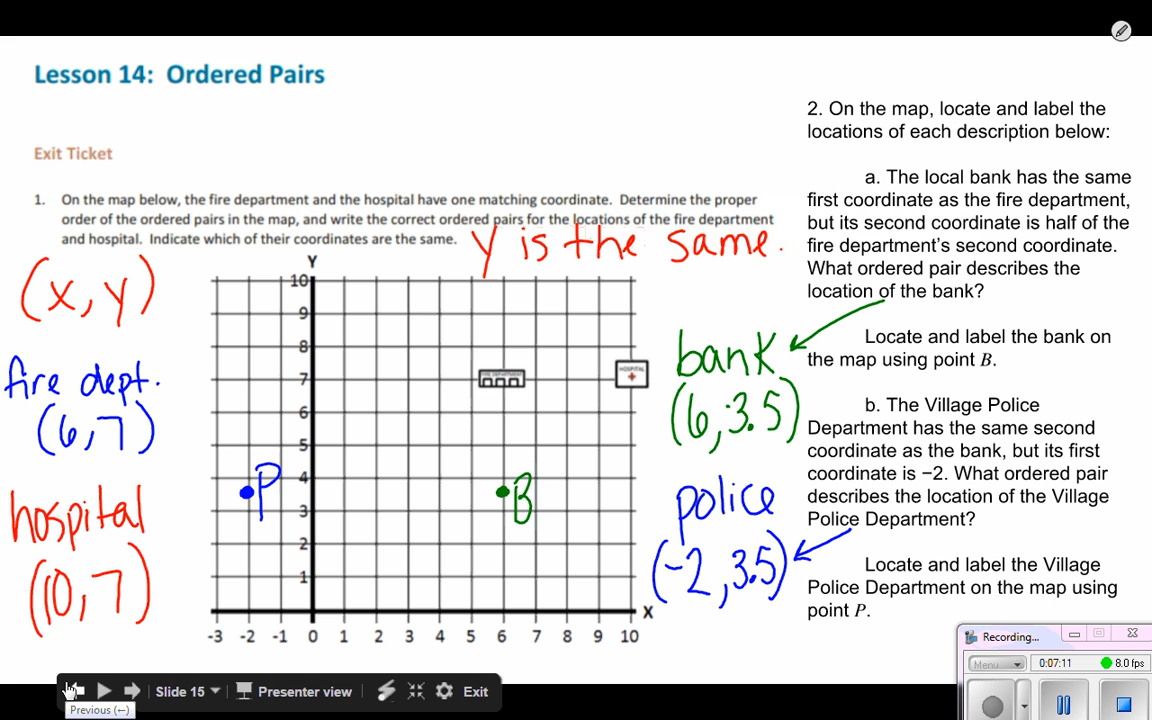 Lesson 14: Ordered Pairs
Exit Ticket
1. On the map below, the fire department and the hospital have one matching coordinate. Determine the proper
order of the ordered pairs in the map, and write the correct ordered pairs for the locations of the fire department
and hospital. Indicate which of their coordinates are the same.
y is the same.
(x, y)
fire dept.
(6, 7)
hospital
(10, 7)
Y
10
9
8
7
6
5
4
3
2
1
-3 -2 -1 0 1 2 3 4 5 6 7 8 9 10
X
HOSPITAL
P
B
bank
(6, 3.5)
police
(-2, 3.5)
2. On the map, locate and label the
locations of each description below:
a. The local bank has the same
first coordinate as the fire department,
but its second coordinate is half of the
fire department's second coordinate.
What ordered pair describes the
location of the bank?
Locate and label the bank on
the map using point B.
b. The Village Police
Department has the same second
coordinate as the bank, but its first
coordinate is −2. What ordered pair
describes the location of the Village
Police Department?
Locate and label the Village
Police Department on the map using
point P.
Recording...
Menu
0:07:11
8.0 fps
Slide 15
Presenter view
Exit
Previous (←)